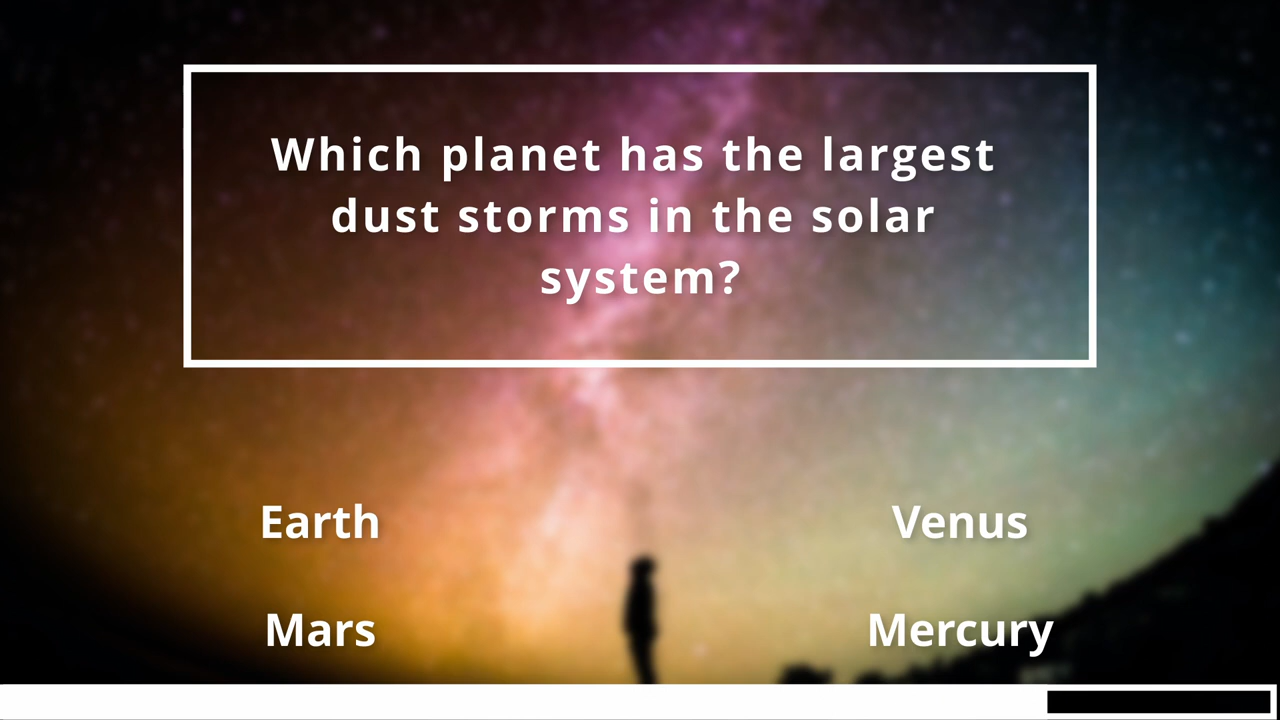 Which planet has the largest
dust storms in the solar
system?
Earth
Venus
Mars
Mercury